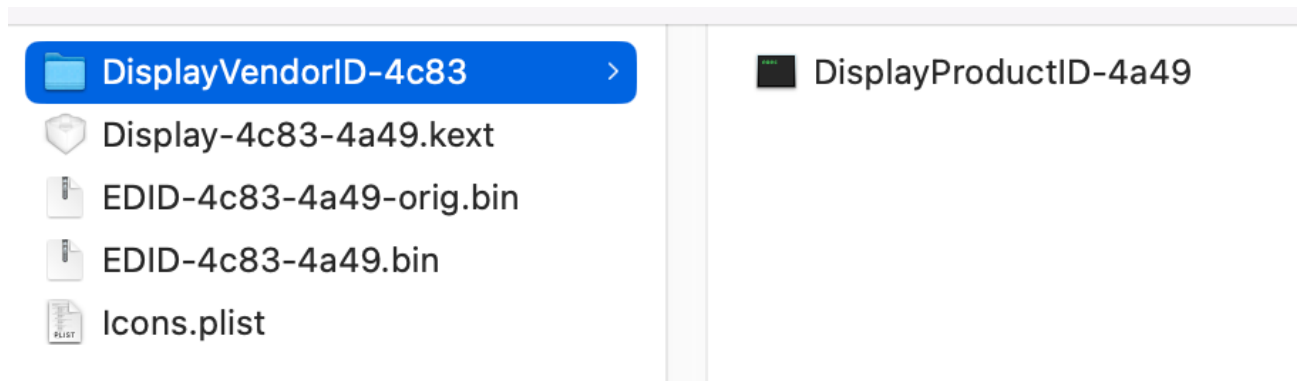 DisplayVendorID-4c83
Display-4c83-4a49.kext
EDID-4c83-4a49-orig.bin
EDID-4c83-4a49.bin
Icons.plist
PLIST
DisplayProductID-4a49